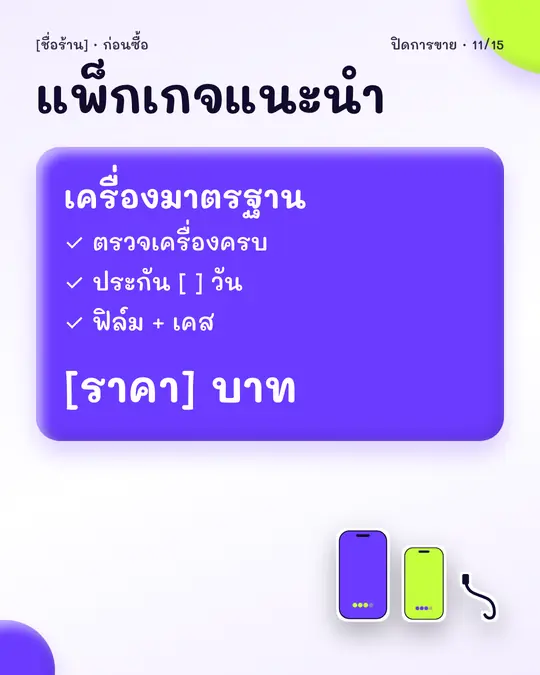 [ชื่อร้าน] · ก่อนซื้อ
ปิดการขาย · 11/15
แพ็กเกจแนะนำ
เครื่องมาตรฐาน
✓ ตรวจเครื่องครบ
✓ ประกัน [ ] วัน
✓ ฟิล์ม + เคส
[ราคา] บาท